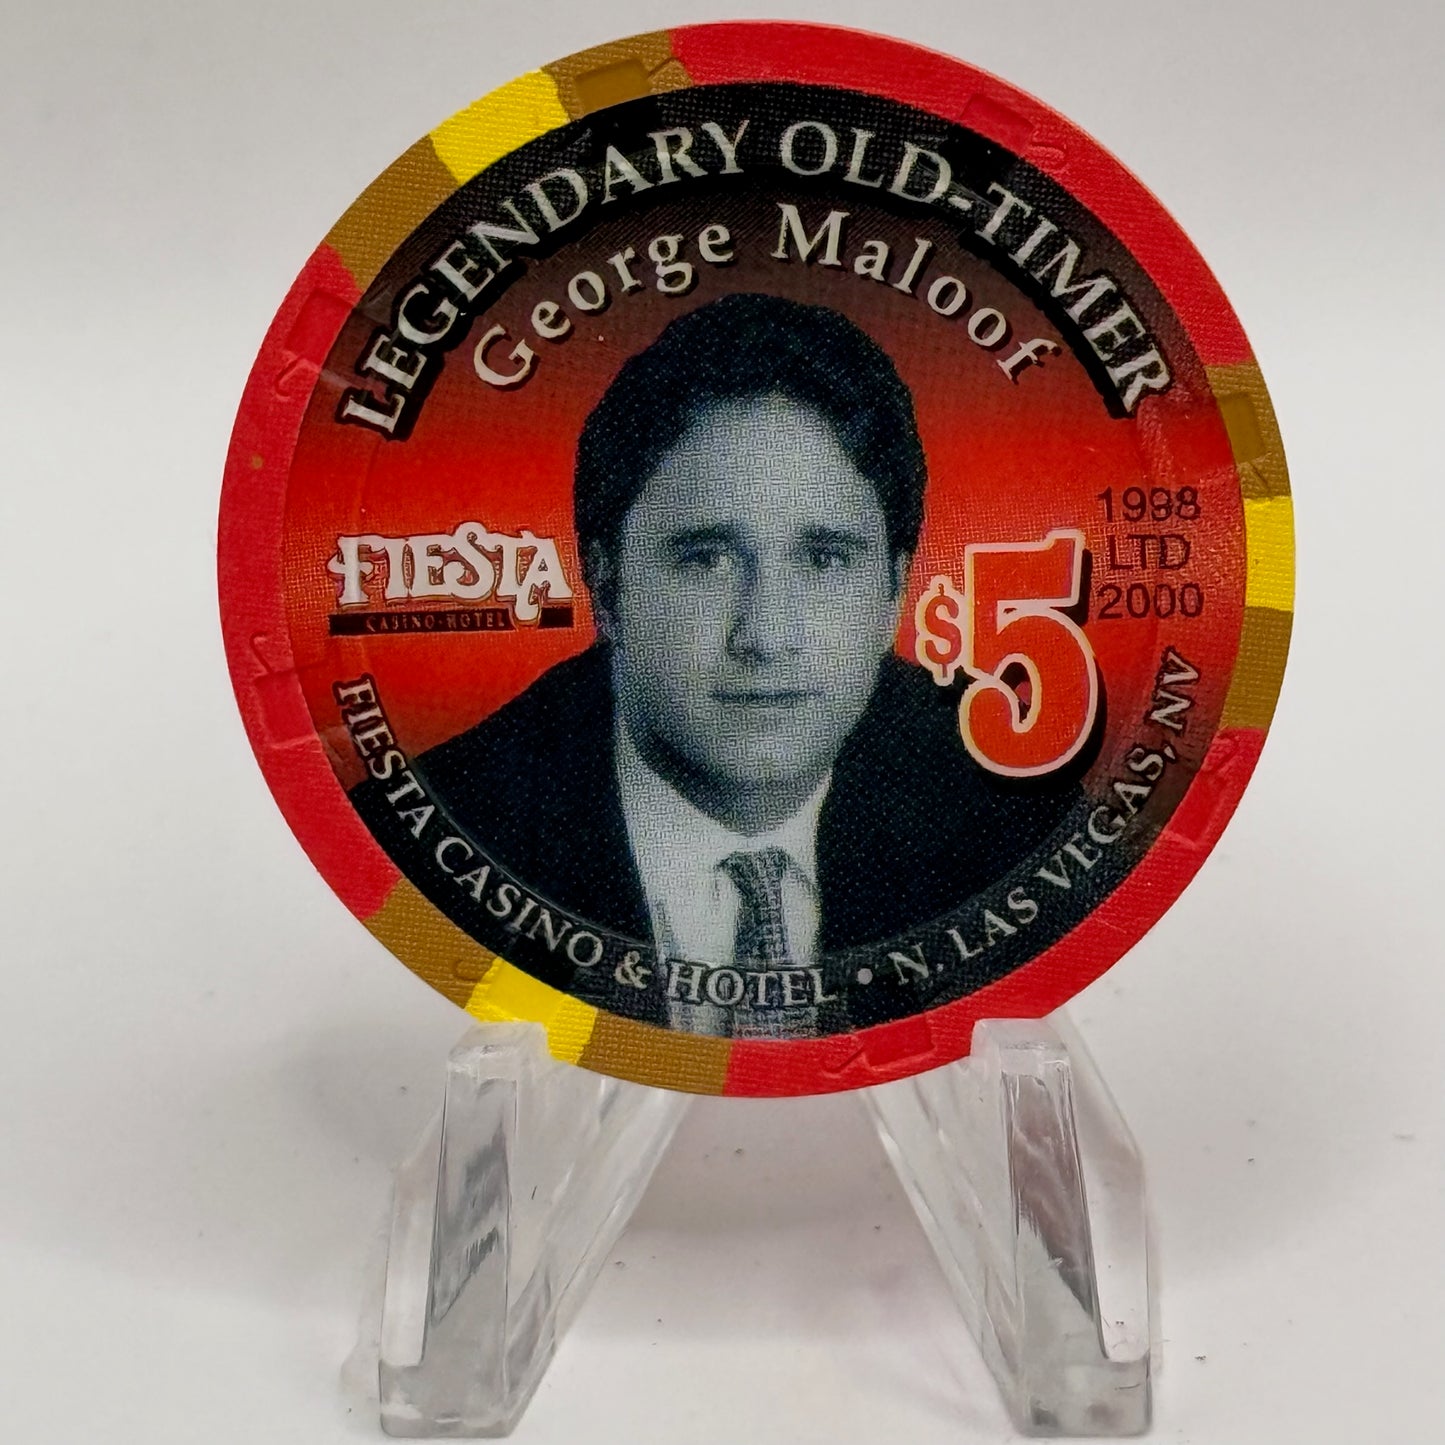 LEGENDARY OLD-TIMER
George Maloof
FIESTA
CASINO·HOTEL
$5
1998
LTD
2000
FIESTA CASINO & HOTEL • N. LAS VEGAS, NV